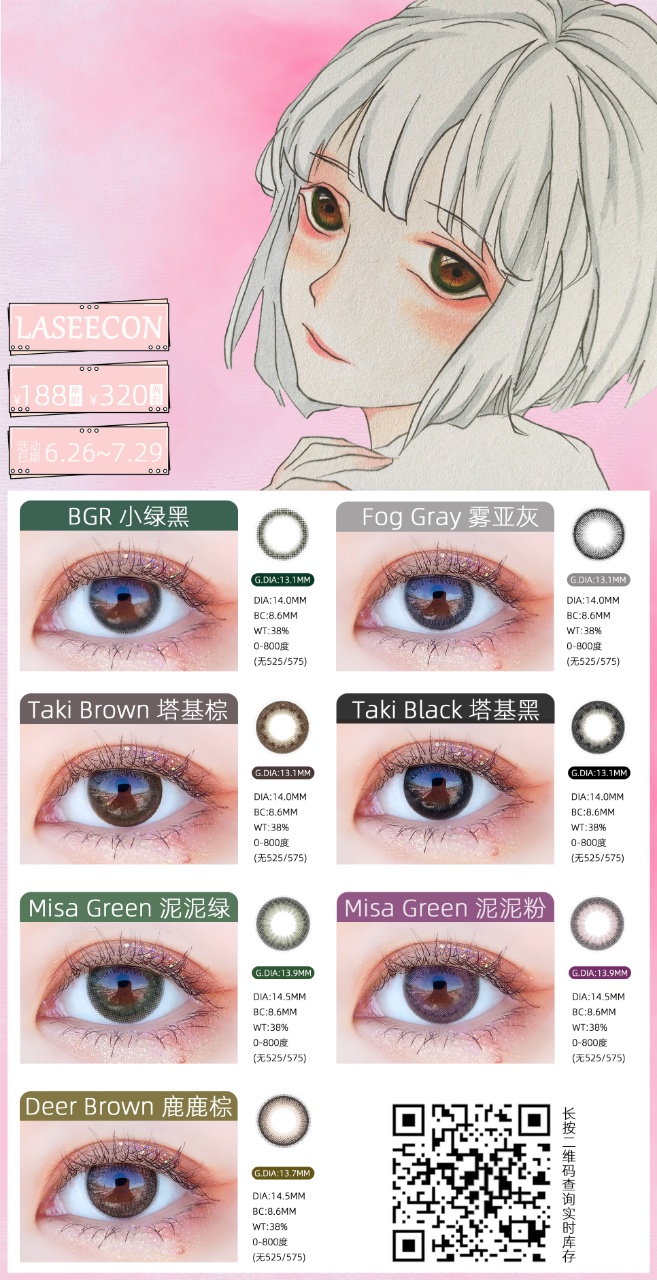 LASEECON
¥188 ¥320
活动日期 6.26~7.29
BGR 小绿黑
G.DIA:13.1MM
DIA:14.0MM
BC:8.6MM
WT:38%
0-800度
(无525/575)
Fog Gray 雾亚灰
G.DIA:13.1MM
DIA:14.0MM
BC:8.6MM
WT:38%
0-800度
(无525/575)
Taki Brown 塔基棕
G.DIA:13.1MM
DIA:14.0MM
BC:8.6MM
WT:38%
0-800度
(无525/575)
Taki Black 塔基黑
G.DIA:13.1MM
DIA:14.0MM
BC:8.6MM
WT:38%
0-800度
(无525/575)
Misa Green 泥泥绿
G.DIA:13.9MM
DIA:14.5MM
BC:8.6MM
WT:38%
0-800度
(无525/575)
Misa Green 泥泥粉
G.DIA:13.9MM
DIA:14.5MM
BC:8.6MM
WT:38%
0-800度
(无525/575)
Deer Brown 鹿鹿棕
G.DIA:13.7MM
DIA:14.5MM
BC:8.6MM
WT:38%
0-800度
(无525/575)
长按二维码查询实时库存